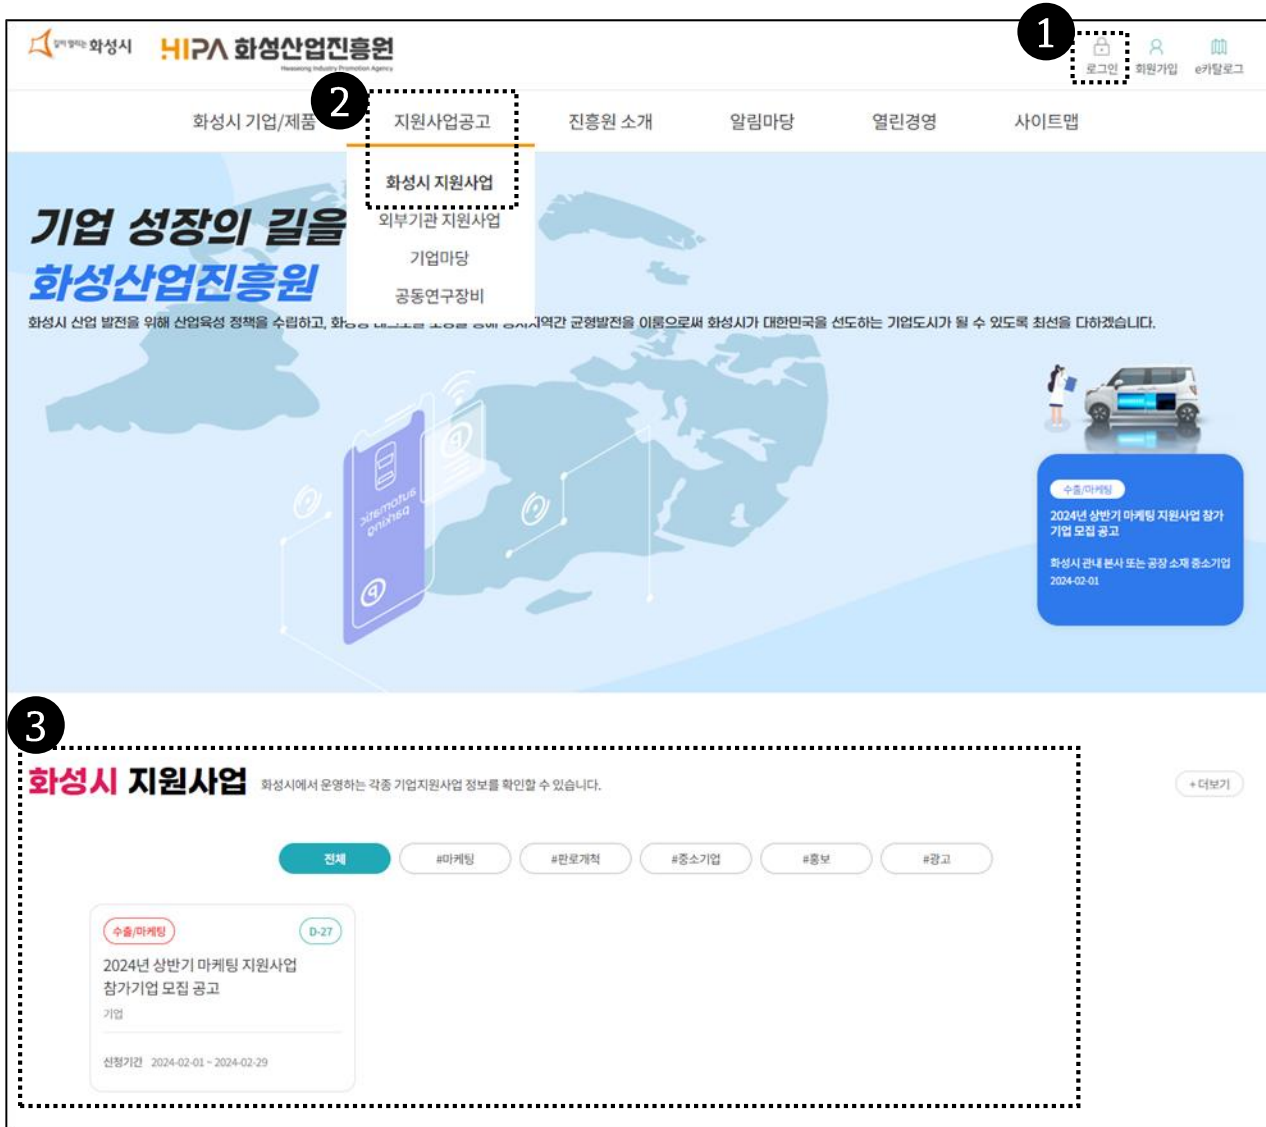 1
길이 열리는 화성시
HIPA 화성산업진흥원
Hwaseong Industry Promotion Agency
로그인 회원가입 e카탈로그
2
화성시 기업/제품 지원사업공고 진흥원 소개 알림마당 열린경영 사이트맵
화성시 지원사업
외부기관 지원사업
기업마당
공동연구장비
기업 성장의 길을
화성산업진흥원
화성시 산업 발전을 위해 산업육성 정책을 수립하고, 균형발전을 이룸으로써 화성시가 대한민국을 선도하는 기업도시가 될 수 있도록 최선을 다하겠습니다.
automatic
parking
P
P
수출/마케팅
2024년 상반기 마케팅 지원사업 참가
기업 모집 공고
화성시 관내 본사 또는 공장 소재 중소기업
2024-02-01
3
화성시 지원사업 화성시에서 운영하는 각종 기업지원사업 정보를 확인할 수 있습니다.
+ 더보기
전체 #마케팅 #판로개척 #중소기업 #홍보 #광고
수출/마케팅 D-27
2024년 상반기 마케팅 지원사업
참가기업 모집 공고
기업
신청기간 2024-02-01 ~ 2024-02-29